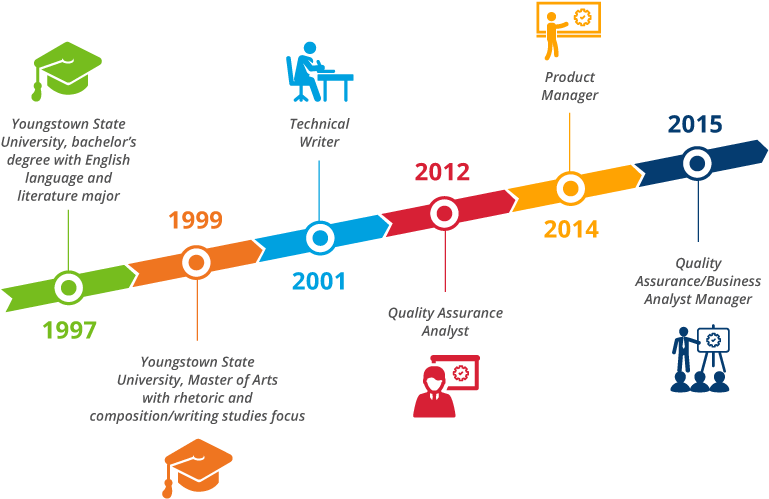 Youngstown State
University, bachelor’s
degree with English
language and
literature major
1997
1999
Youngstown State
University, Master of Arts
with rhetoric and
composition/writing studies focus
Technical
Writer
2001
2012
Quality Assurance
Analyst
Product
Manager
2014
2015
Quality
Assurance/Business
Analyst Manager